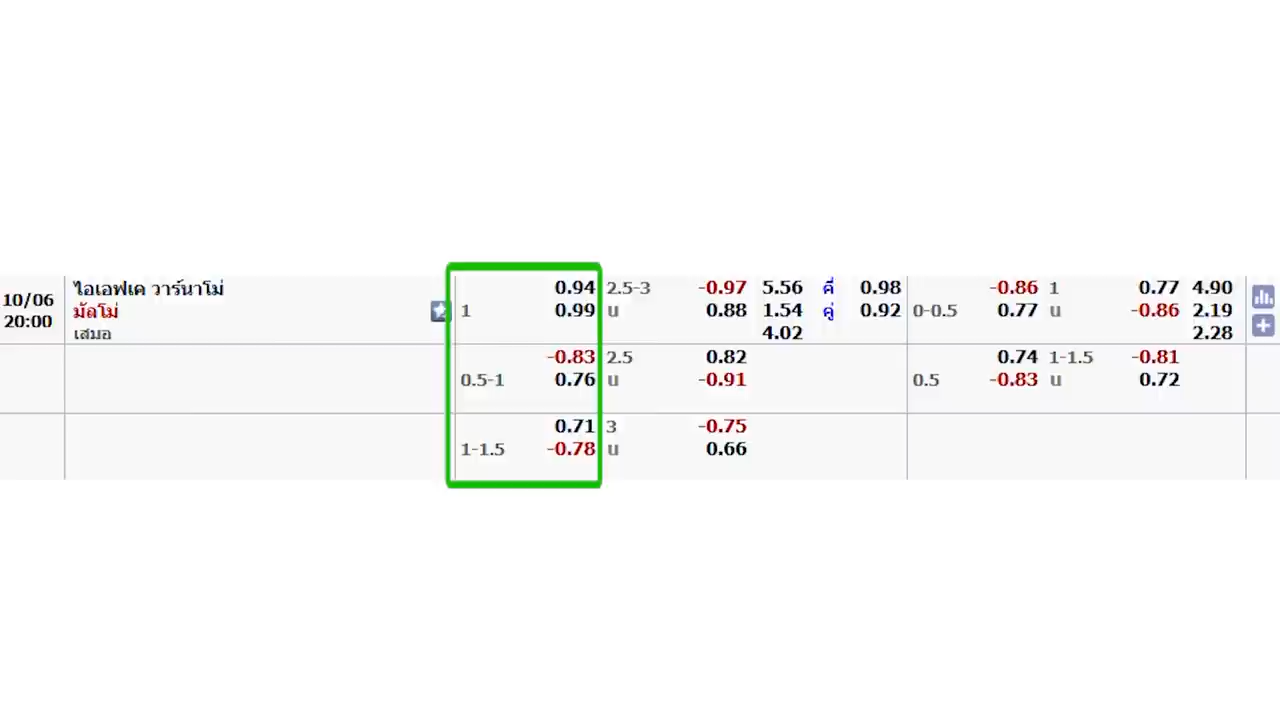 ไอเอฟเค วาร์นาโม่ 0.94 2.5-3 -0.97 5.56 คี่ 0.98 -0.86 1 0.77 4.90
10/06
มัลโม่ 1 0.99 u 0.88 1.54 คู่ 0.92 0-0.5 0.77 u -0.86 2.19
20:00
เสมอ 4.02 2.28
-0.83 2.5 0.82 0.74 1-1.5 -0.81
0.5-1 0.76 u -0.91 0.5 -0.83 u 0.72
0.71 3 -0.75
1-1.5 -0.78 u 0.66